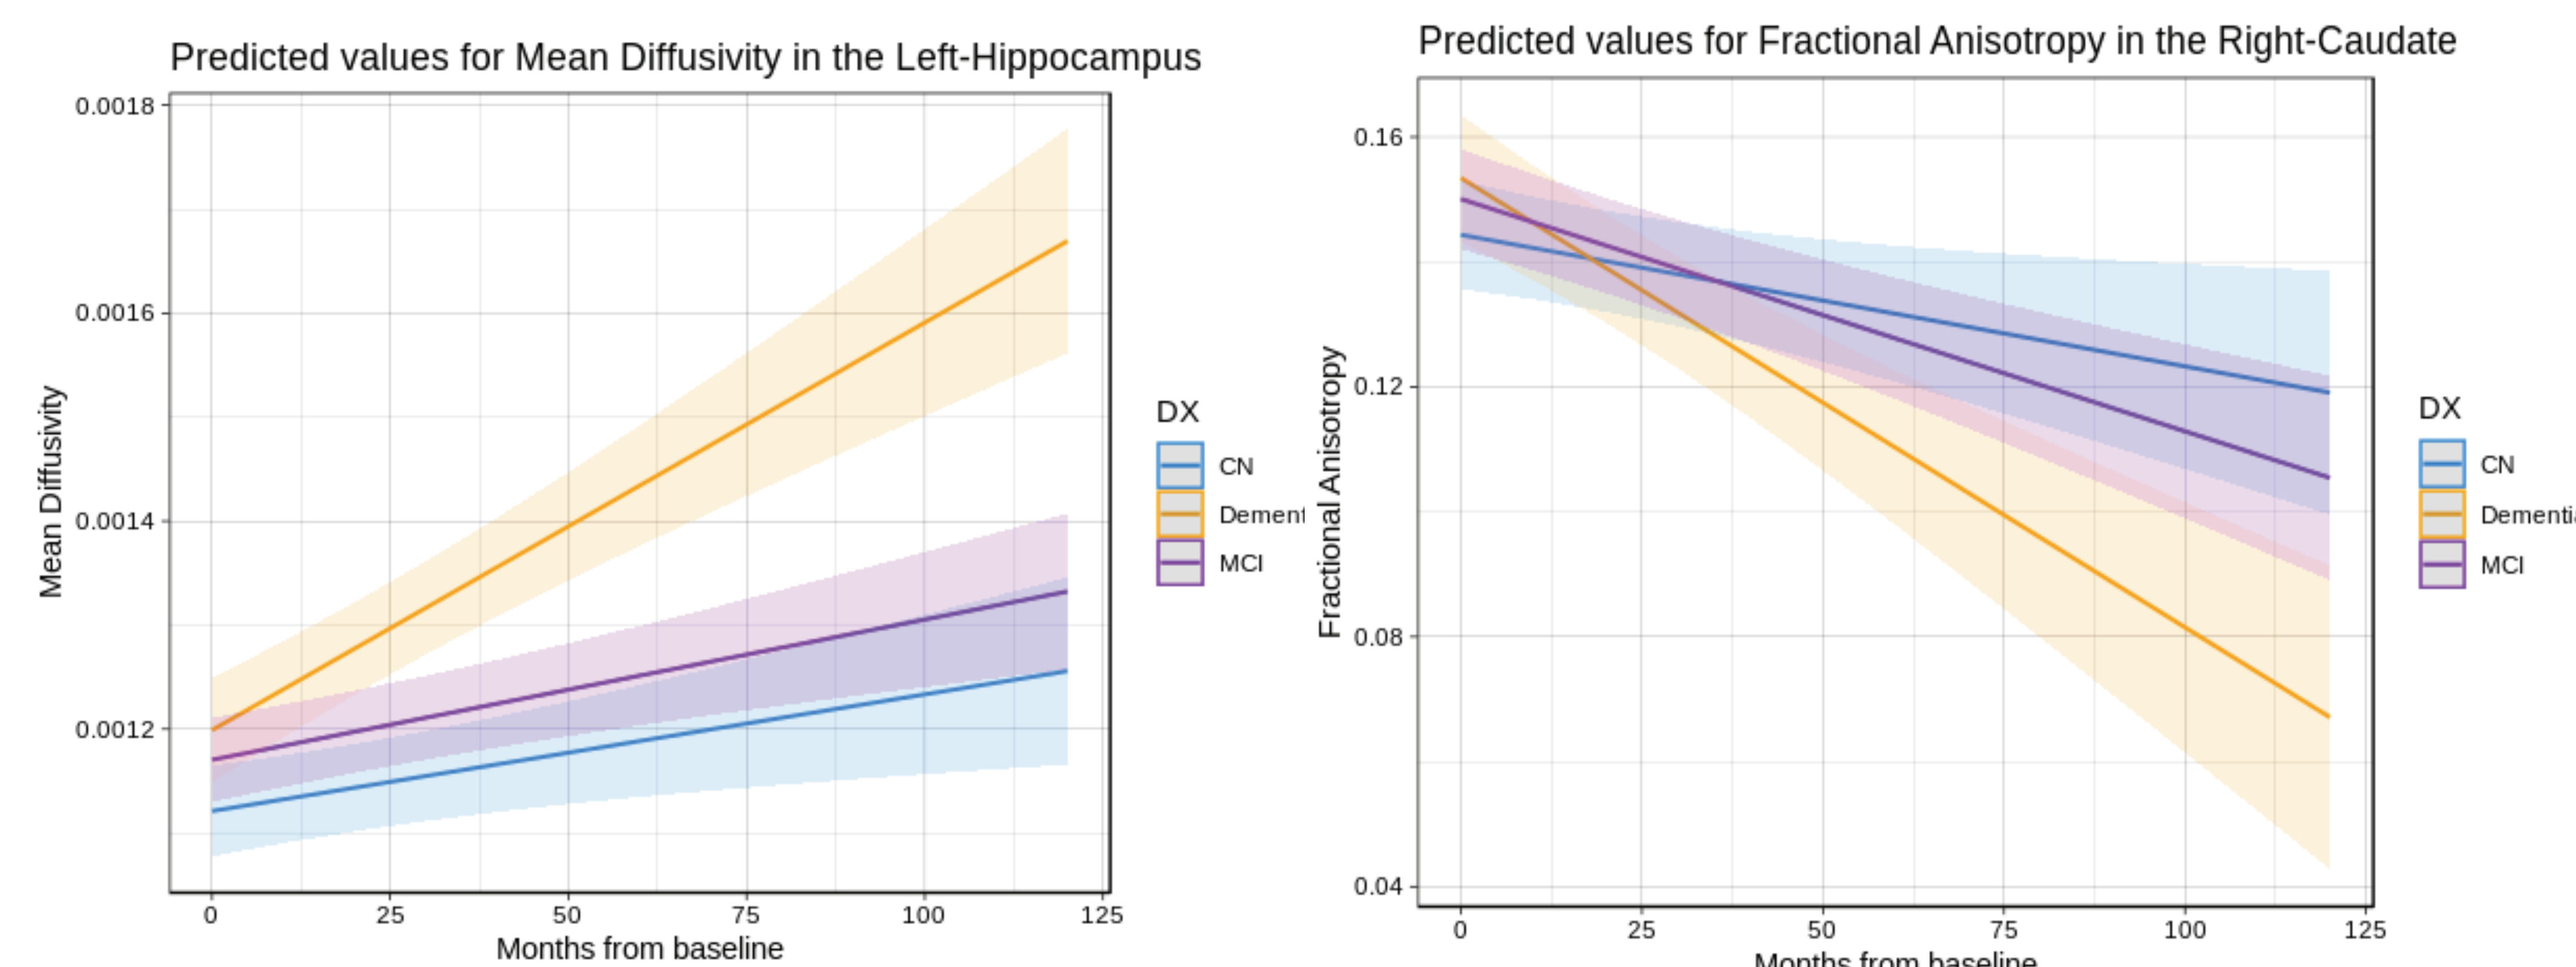 Predicted values for Mean Diffusivity in the Left-Hippocampus
0.0018
0.0016
0.0014
0.0012
Mean Diffusivity
0
25
50
75
100
125
Months from baseline
DX
CN
Dement
MCI
Predicted values for Fractional Anisotropy in the Right-Caudate
0.16
0.12
0.08
0.04
Fractional Anisotropy
0
25
50
75
100
125
Months from baseline
DX
CN
Dementi
MCI